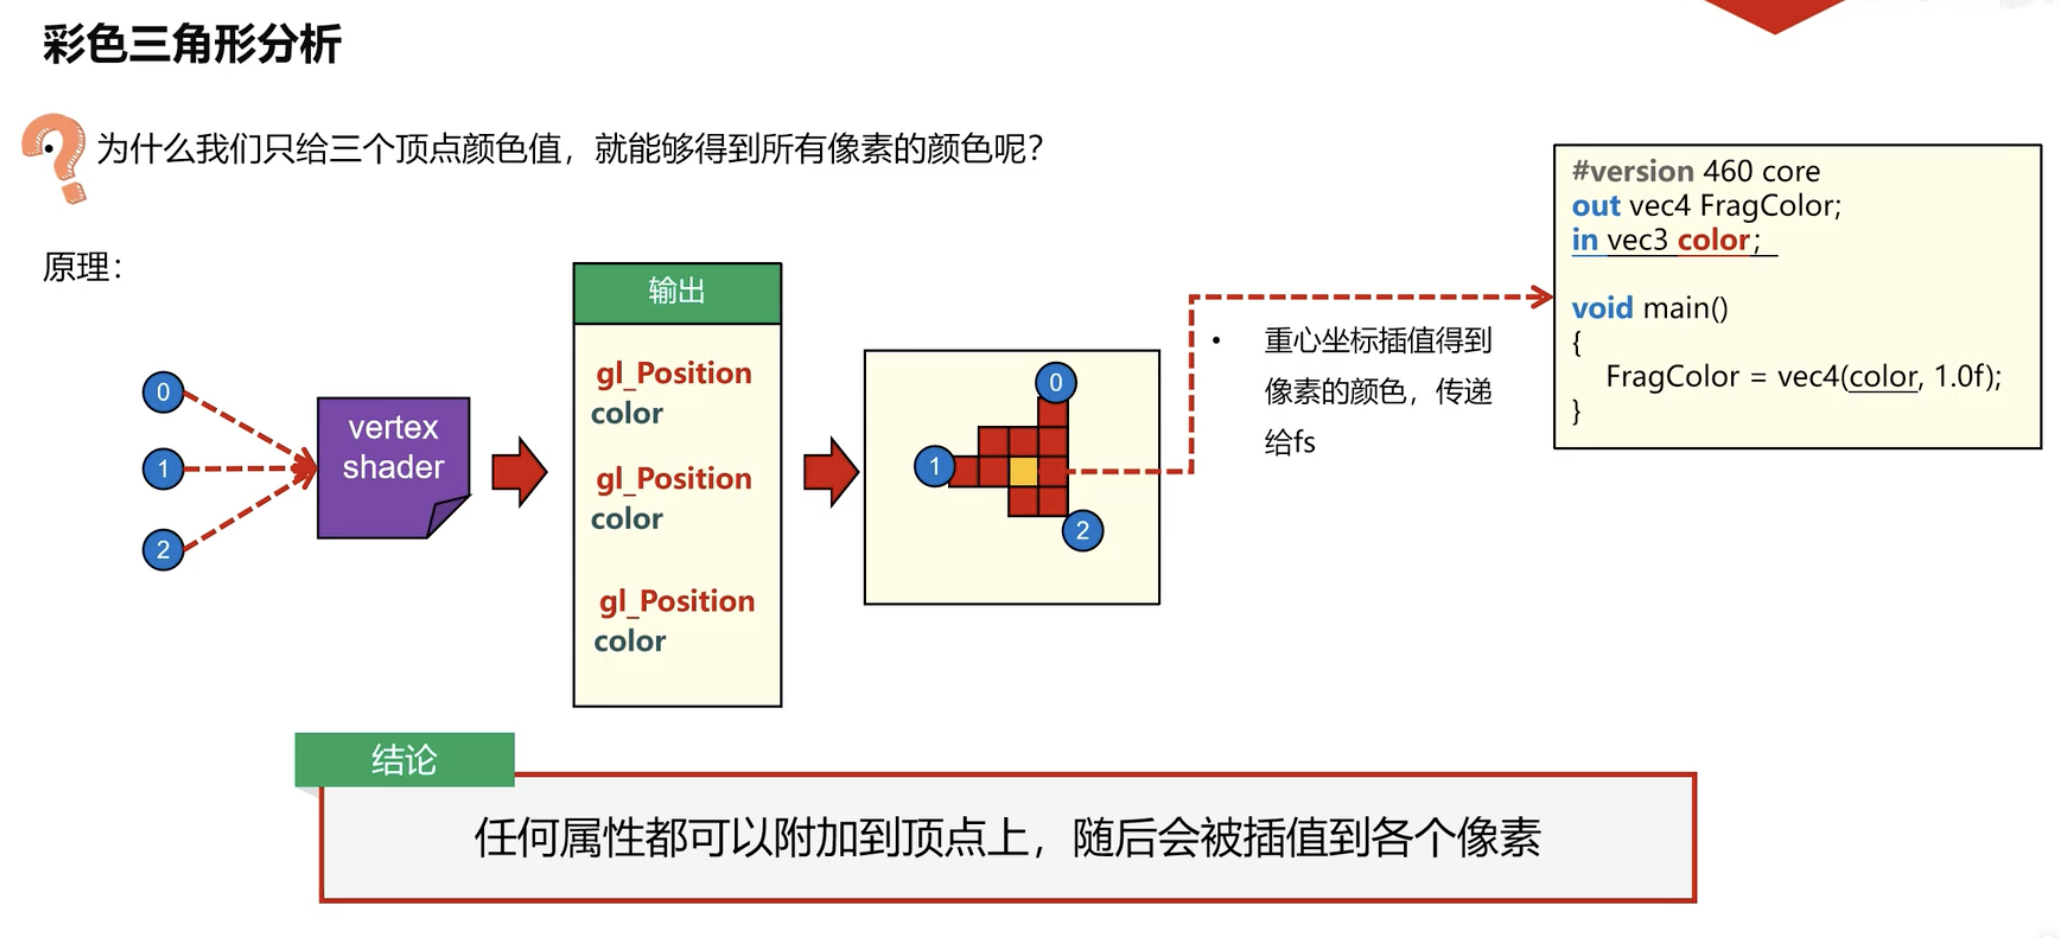 彩色三角形分析
为什么我们只给三个顶点颜色值，就能够得到所有像素的颜色呢？
原理：
0
1
2
vertex
shader
输出
gl_Position
color
gl_Position
color
gl_Position
color
0
1
2
• 重心坐标插值得到
像素的颜色，传递
给fs
#version 460 core
out vec4 FragColor;
in vec3 color;
void main()
{
FragColor = vec4(color, 1.0f);
}
结论
任何属性都可以附加到顶点上，随后会被插值到各个像素